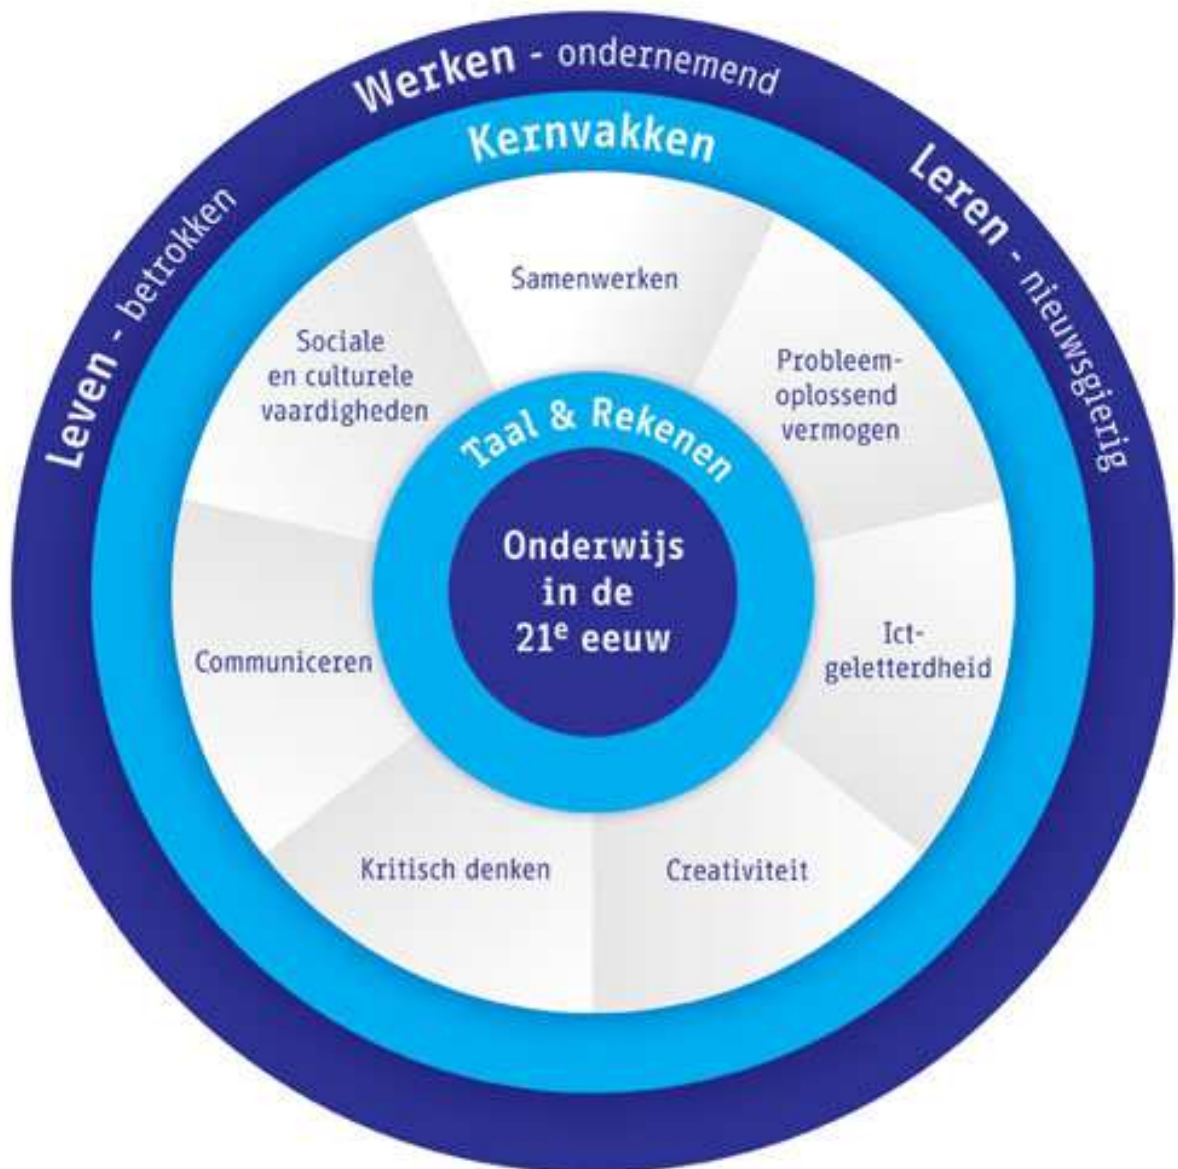 Leven - betrokken
Werken - ondernemend
Leren - nieuwsgierig
Kernvakken
Samenwerken
Probleem-
oplossend
vermogen
Ict-
geletterdheid
Creativiteit
Kritisch denken
Communiceren
Sociale
en culturele
vaardigheden
Taal & Rekenen
Onderwijs
in de
21e eeuw